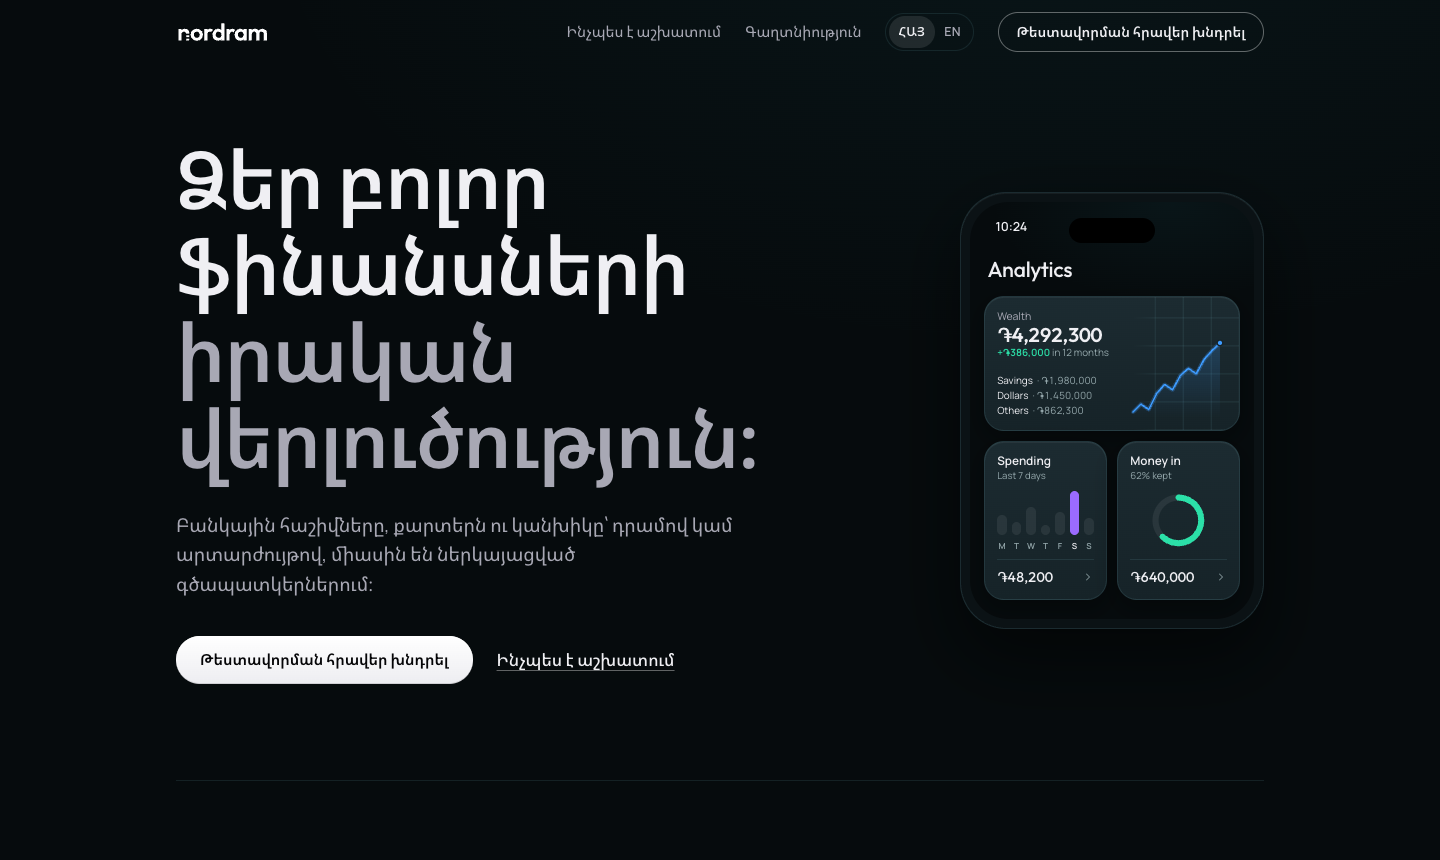 nordram
Ինչպես է աշխատում
Գաղտնիություն
ՀԱՅ
EN
Թեստավորման հրավեր խնդրել
Ձեր բոլոր
ֆինանսների
իրական
վերլուծություն:
Բանկային հաշիվները, քարտերն ու կանխիկը՝ դրամով կամ
արտարժույթով, միասին են ներկայացված
գծապատկերներում:
Թեստավորման հրավեր խնդրել
Ինչպես է աշխատում
10:24
Analytics
Wealth
֏4,292,300
+֏386,000 in 12 months
Savings · ֏1,980,000
Dollars · ֏1,450,000
Others · ֏862,300
Spending
Last 7 days
M T W T F S S
֏48,200
Money in
62% kept
֏640,000